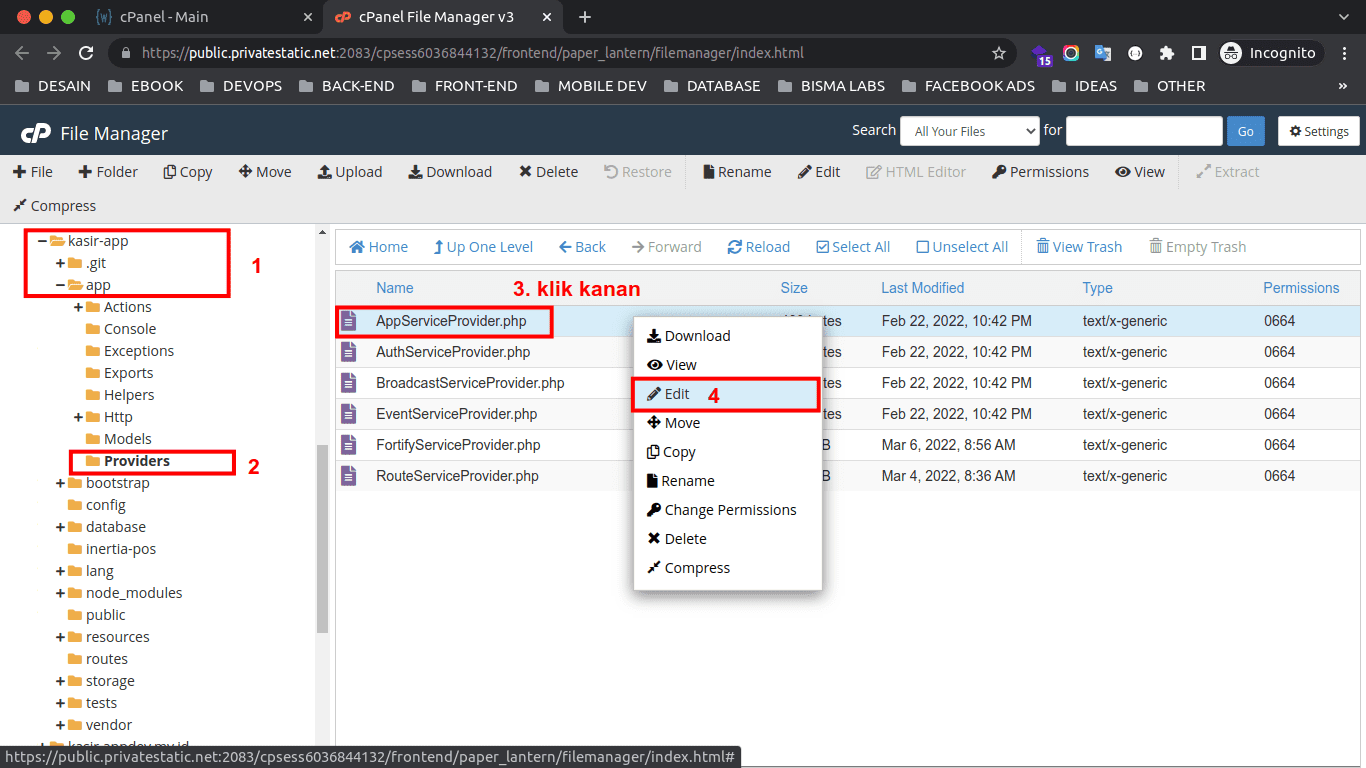 cPanel - Main
cPanel File Manager v3
https://public.privatestatic.net:2083/cpsess6036844132/frontend/paper_lantern/filemanager/index.html
15
Incognito
DESAIN
EBOOK
DEVOPS
BACK-END
FRONT-END
MOBILE DEV
DATABASE
BISMA LABS
FACEBOOK ADS
IDEAS
OTHER
»
cP File Manager
Search
All Your Files
for
Go
Settings
File
Folder
Copy
Move
Upload
Download
Delete
Restore
Rename
Edit
HTML Editor
Permissions
View
Extract
Compress
kasir-app
.git
app
1
Actions
Console
Exceptions
Exports
Helpers
Http
Models
Providers
2
bootstrap
config
database
inertia-pos
lang
node_modules
public
resources
routes
storage
tests
vendor
kasir-appdev.my.id
Home
Up One Level
Back
Forward
Reload
Select All
Unselect All
View Trash
Empty Trash
Name
3. klik kanan
Size
Last Modified
Type
Permissions
AppServiceProvider.php
Feb 22, 2022, 10:42 PM
text/x-generic
0664
AuthServiceProvider.php
Feb 22, 2022, 10:42 PM
text/x-generic
0664
BroadcastServiceProvider.php
Feb 22, 2022, 10:42 PM
text/x-generic
0664
EventServiceProvider.php
Feb 22, 2022, 10:42 PM
text/x-generic
0664
FortifyServiceProvider.php
Mar 6, 2022, 8:56 AM
text/x-generic
0664
RouteServiceProvider.php
Mar 4, 2022, 8:36 AM
text/x-generic
0664
Download
View
Edit
4
Move
Copy
Rename
Change Permissions
Delete
Compress
https://public.privatestatic.net:2083/cpsess6036844132/frontend/paper_lantern/filemanager/index.html#